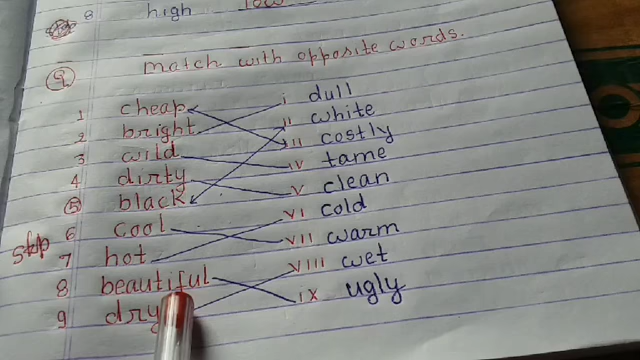 8 high low
Q match with opposite words.
1 cheap i dull
2 bright ii white
3 wild iii costly
4 dirty iv tame
5 black v clean
6 cool vi cold
7 hot vii warm
8 beautiful viii wet
9 dry ix ugly
skp